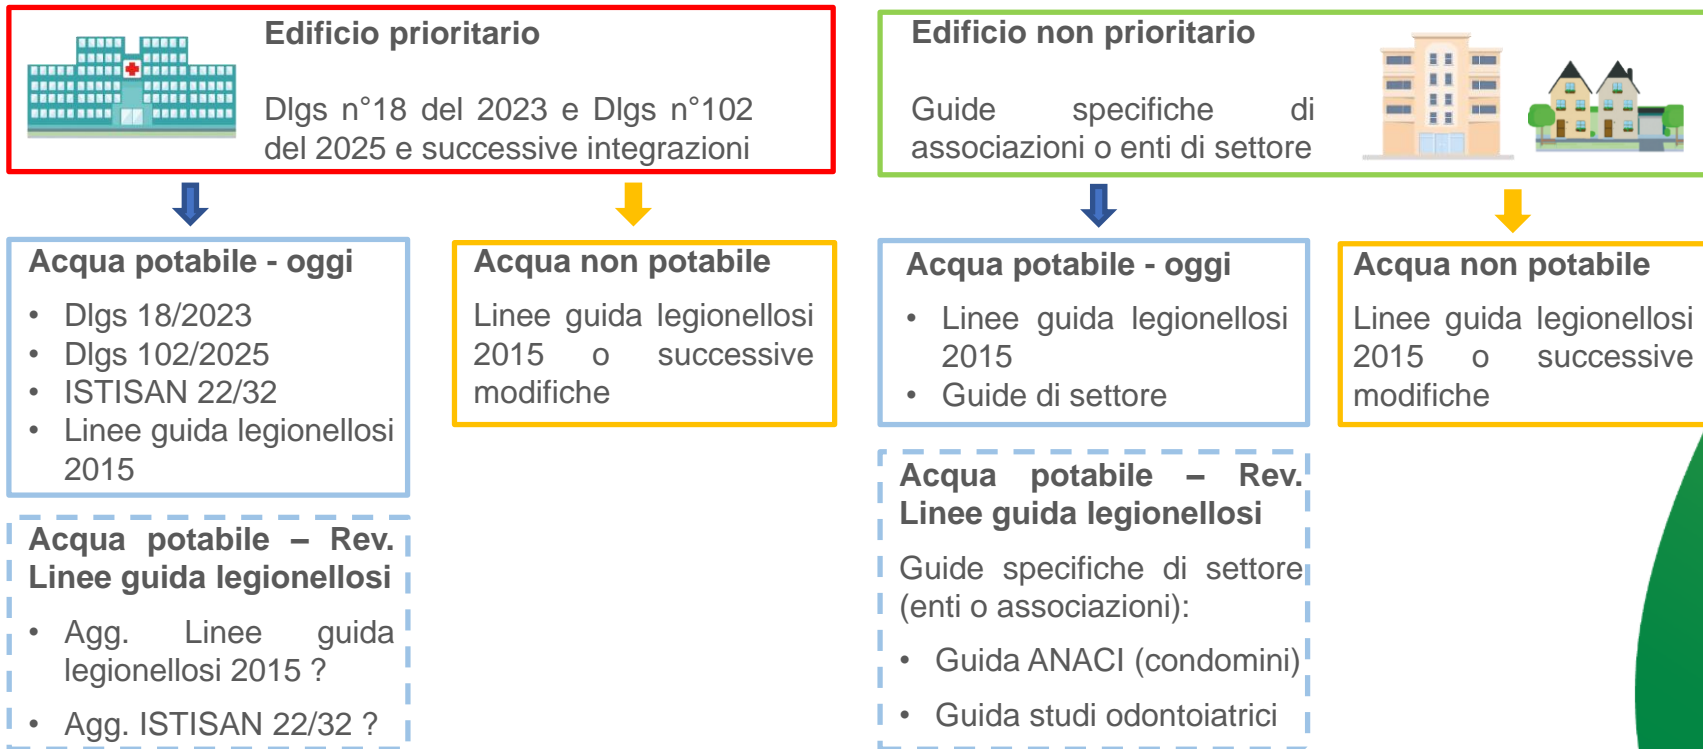 Edificio prioritario
Dlgs n°18 del 2023 e Dlgs n°102
del 2025 e successive integrazioni
Acqua potabile - oggi
• Dlgs 18/2023
• Dlgs 102/2025
• ISTISAN 22/32
• Linee guida legionellosi
2015
Acqua non potabile
Linee guida legionellosi
2015 o successive
modifiche
Acqua potabile – Rev.
Linee guida legionellosi
• Agg. Linee guida
legionellosi 2015 ?
• Agg. ISTISAN 22/32 ?
Edificio non prioritario
Guide specifiche di
associazioni o enti di settore
Acqua potabile - oggi
• Linee guida legionellosi
2015
• Guide di settore
Acqua non potabile
Linee guida legionellosi
2015 o successive
modifiche
Acqua potabile – Rev.
Linee guida legionellosi
Guide specifiche di settore
(enti o associazioni):
• Guida ANACI (condomini)
• Guida studi odontoiatrici